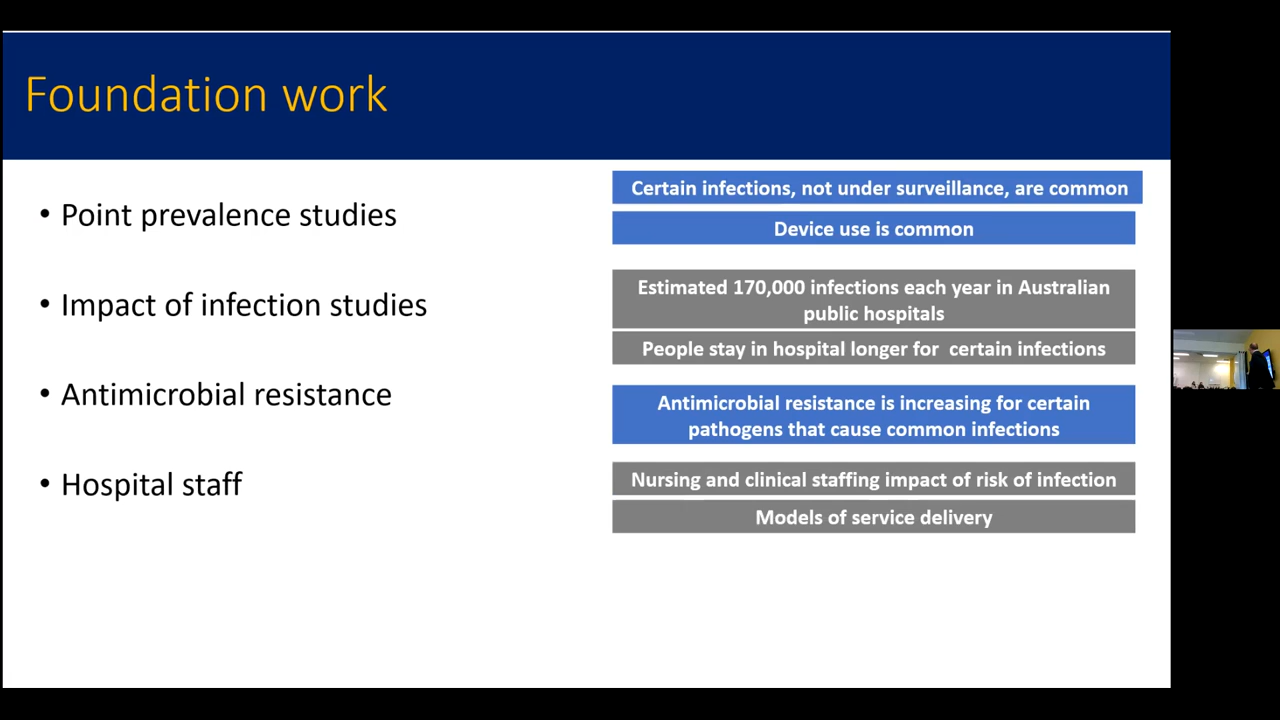 Foundation work
• Point prevalence studies
Certain infections, not under surveillance, are common
Device use is common
• Impact of infection studies
Estimated 170,000 infections each year in Australian
public hospitals
People stay in hospital longer for certain infections
• Antimicrobial resistance
Antimicrobial resistance is increasing for certain
pathogens that cause common infections
• Hospital staff
Nursing and clinical staffing impact of risk of infection
Models of service delivery